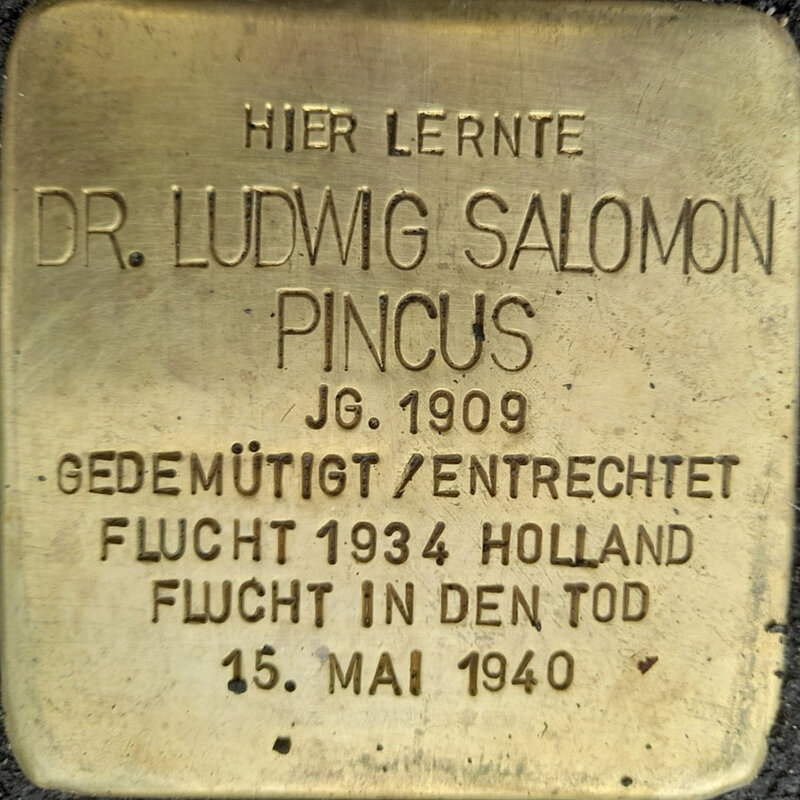 HIER LERNTE
DR. LUDWIG SALOMON
PINCUS
JG. 1909
GEDEMÜTIGT / ENTRECHTET
FLUCHT 1934 HOLLAND
FLUCHT IN DEN TOD
15. MAI 1940